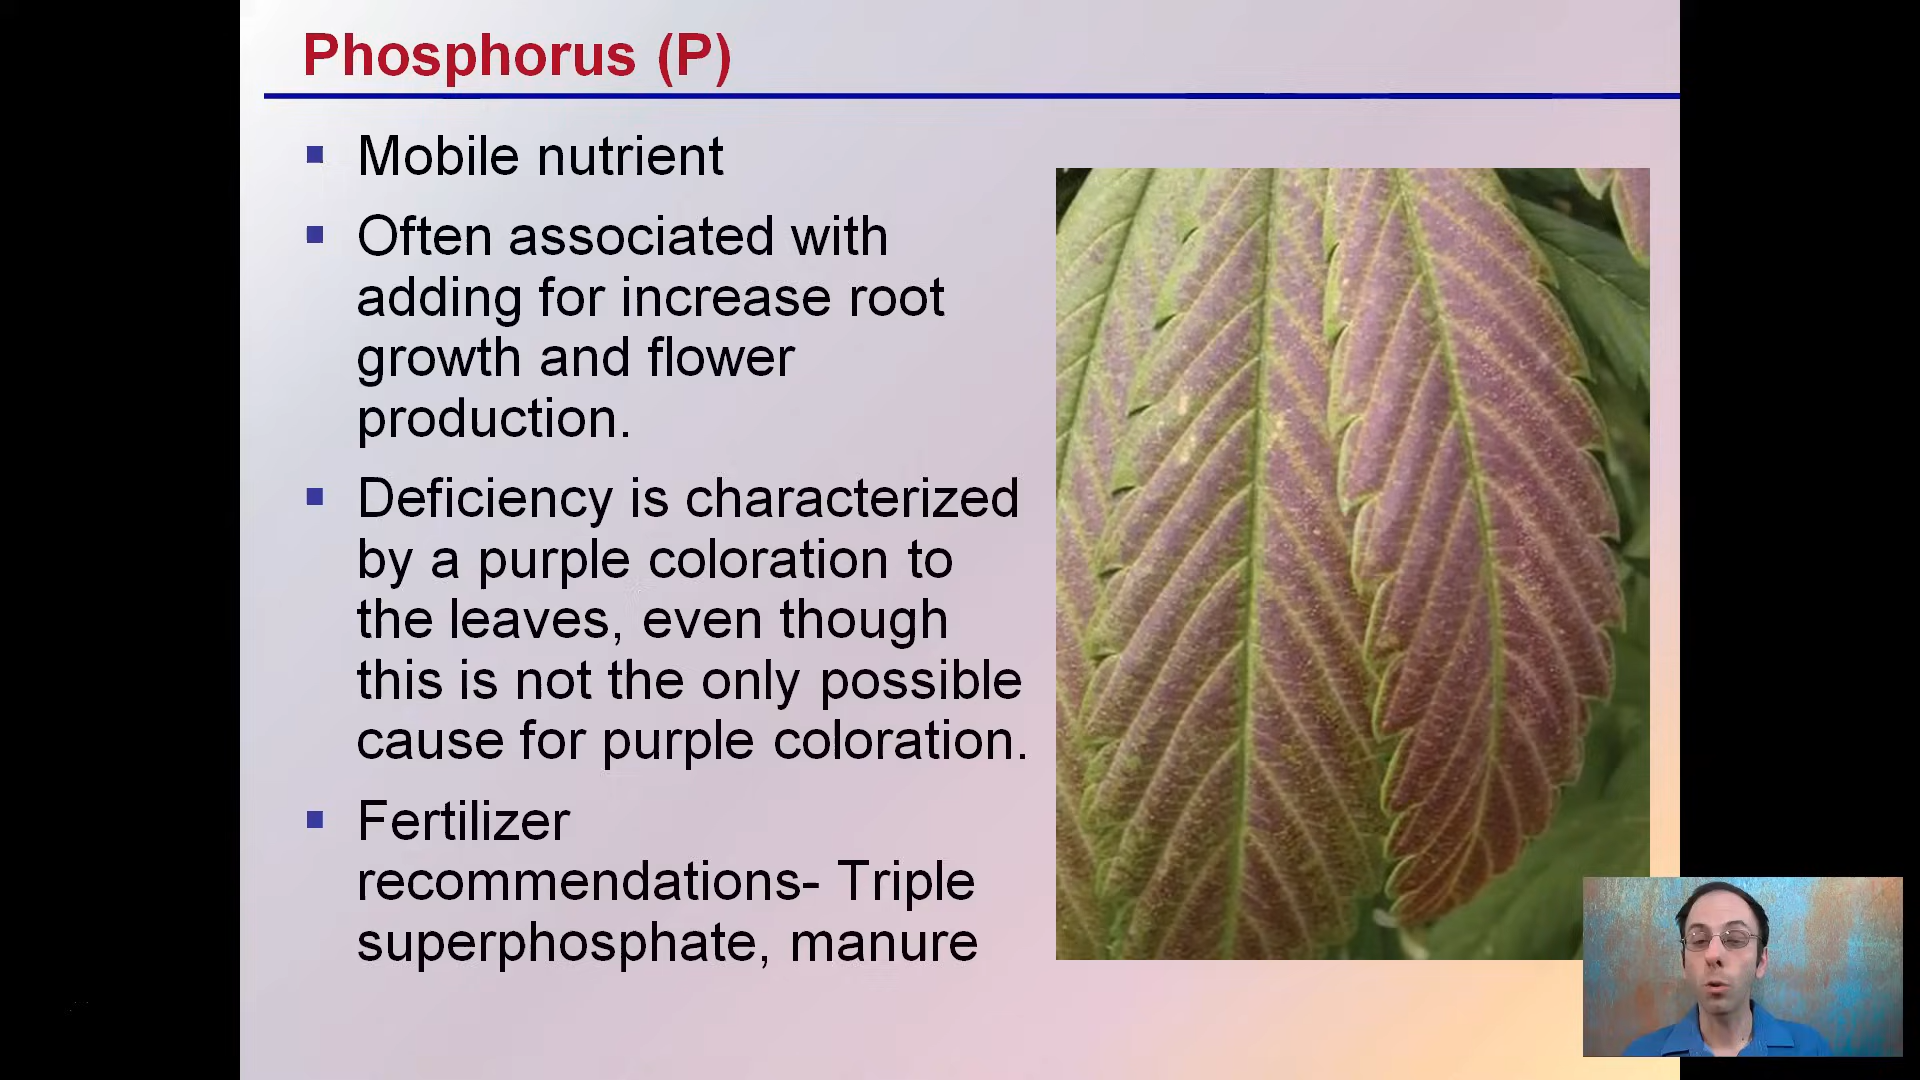 Phosphorus (P)
Mobile nutrient
Often associated with
adding for increase root
growth and flower
production.
Deficiency is characterized
by a purple coloration to
the leaves, even though
this is not the only possible
cause for purple coloration.
Fertilizer
recommendations- Triple
superphosphate, manure